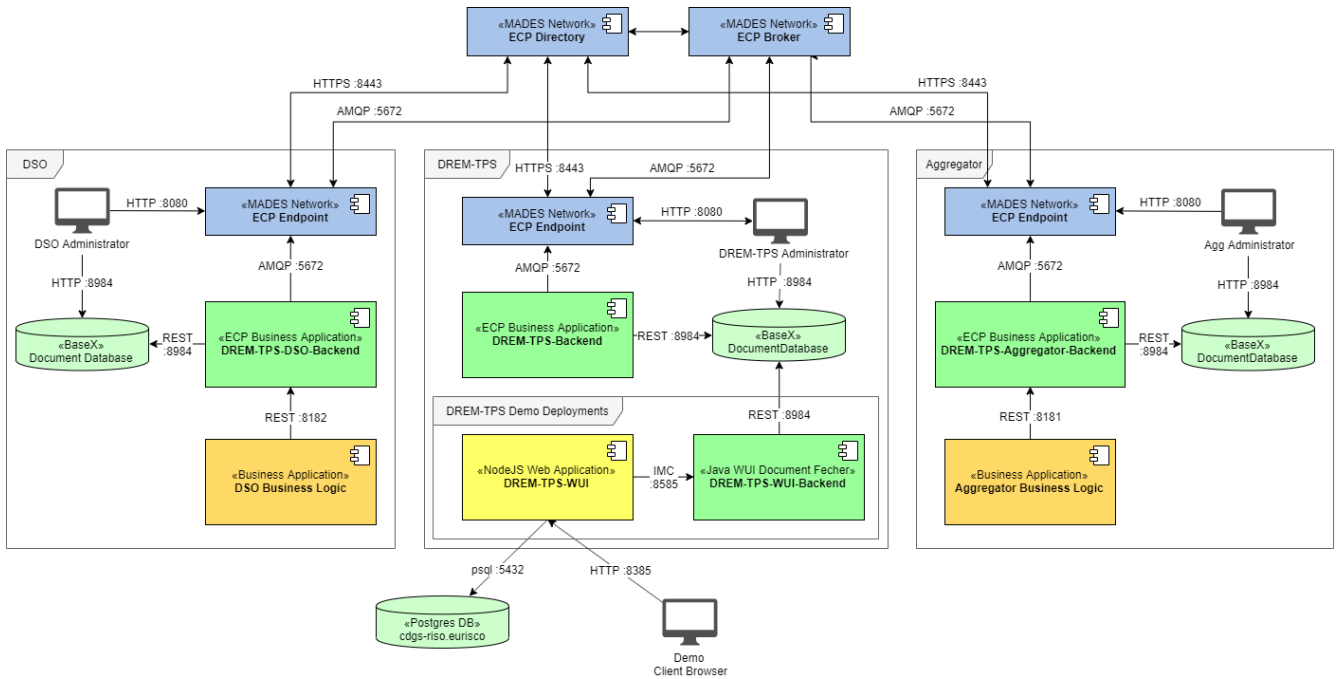 «MADES Network»
ECP Directory
«MADES Network»
ECP Broker
HTTPS :8443
AMQP :5672
HTTPS :8443
AMQP :5672
HTTPS :8443
AMQP :5672
DSO
«MADES Network»
ECP Endpoint
HTTP :8080
DSO Administrator
AMQP :5672
HTTP :8984
«BaseX»
Document Database
REST
:8984
«ECP Business Application»
DREM-TPS-DSO-Backend
REST :8182
«Business Application»
DSO Business Logic
DREM-TPS
«MADES Network»
ECP Endpoint
HTTP :8080
DREM-TPS Administrator
AMQP :5672
HTTP :8984
«ECP Business Application»
DREM-TPS-Backend
REST :8984
«BaseX»
DocumentDatabase
DREM-TPS Demo Deployments
REST :8984
«NodeJS Web Application»
DREM-TPS-WUI
IMC
:8585
«Java WUI Document Fecher»
DREM-TPS-WUI-Backend
Aggregator
«MADES Network»
ECP Endpoint
HTTP :8080
Agg Administrator
AMQP :5672
HTTP :8984
«ECP Business Application»
DREM-TPS-Aggregator-Backend
REST
:8984
«BaseX»
DocumentDatabase
REST :8181
«Business Application»
Aggregator Business Logic
psql :5432
HTTP :8385
«Postgres DB»
cdgs-riso.eurisco
Demo
Client Browser